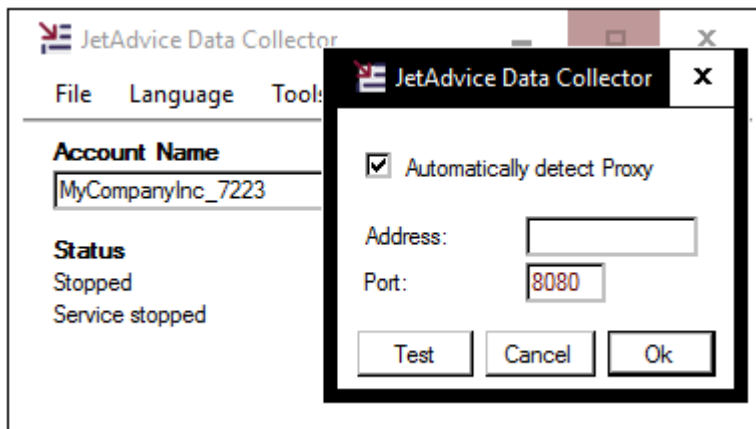 JetAdvice Data Collector
File Language Tools
Account Name
MyCompanyInc_7223
Status
Stopped
Service stopped
JetAdvice Data Collector X
Automatically detect Proxy
Address:
Port: 8080
Test Cancel Ok